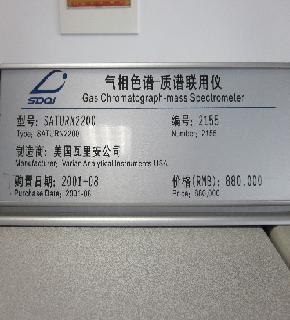 SDQI
气相色谱-质谱联用仪
Gas Chromatograph-mass Spectrometer
型号: SATURN2200 编号: 2155
Type: SATURN2200 Number: 2155
制造商: 美国瓦里安公司
Manufacturer: Varian Analytical Instruments USA
购置日期: 2001-08 价格(RMB): 880,000
Purchase Date: 2001-08 Price: 880,000